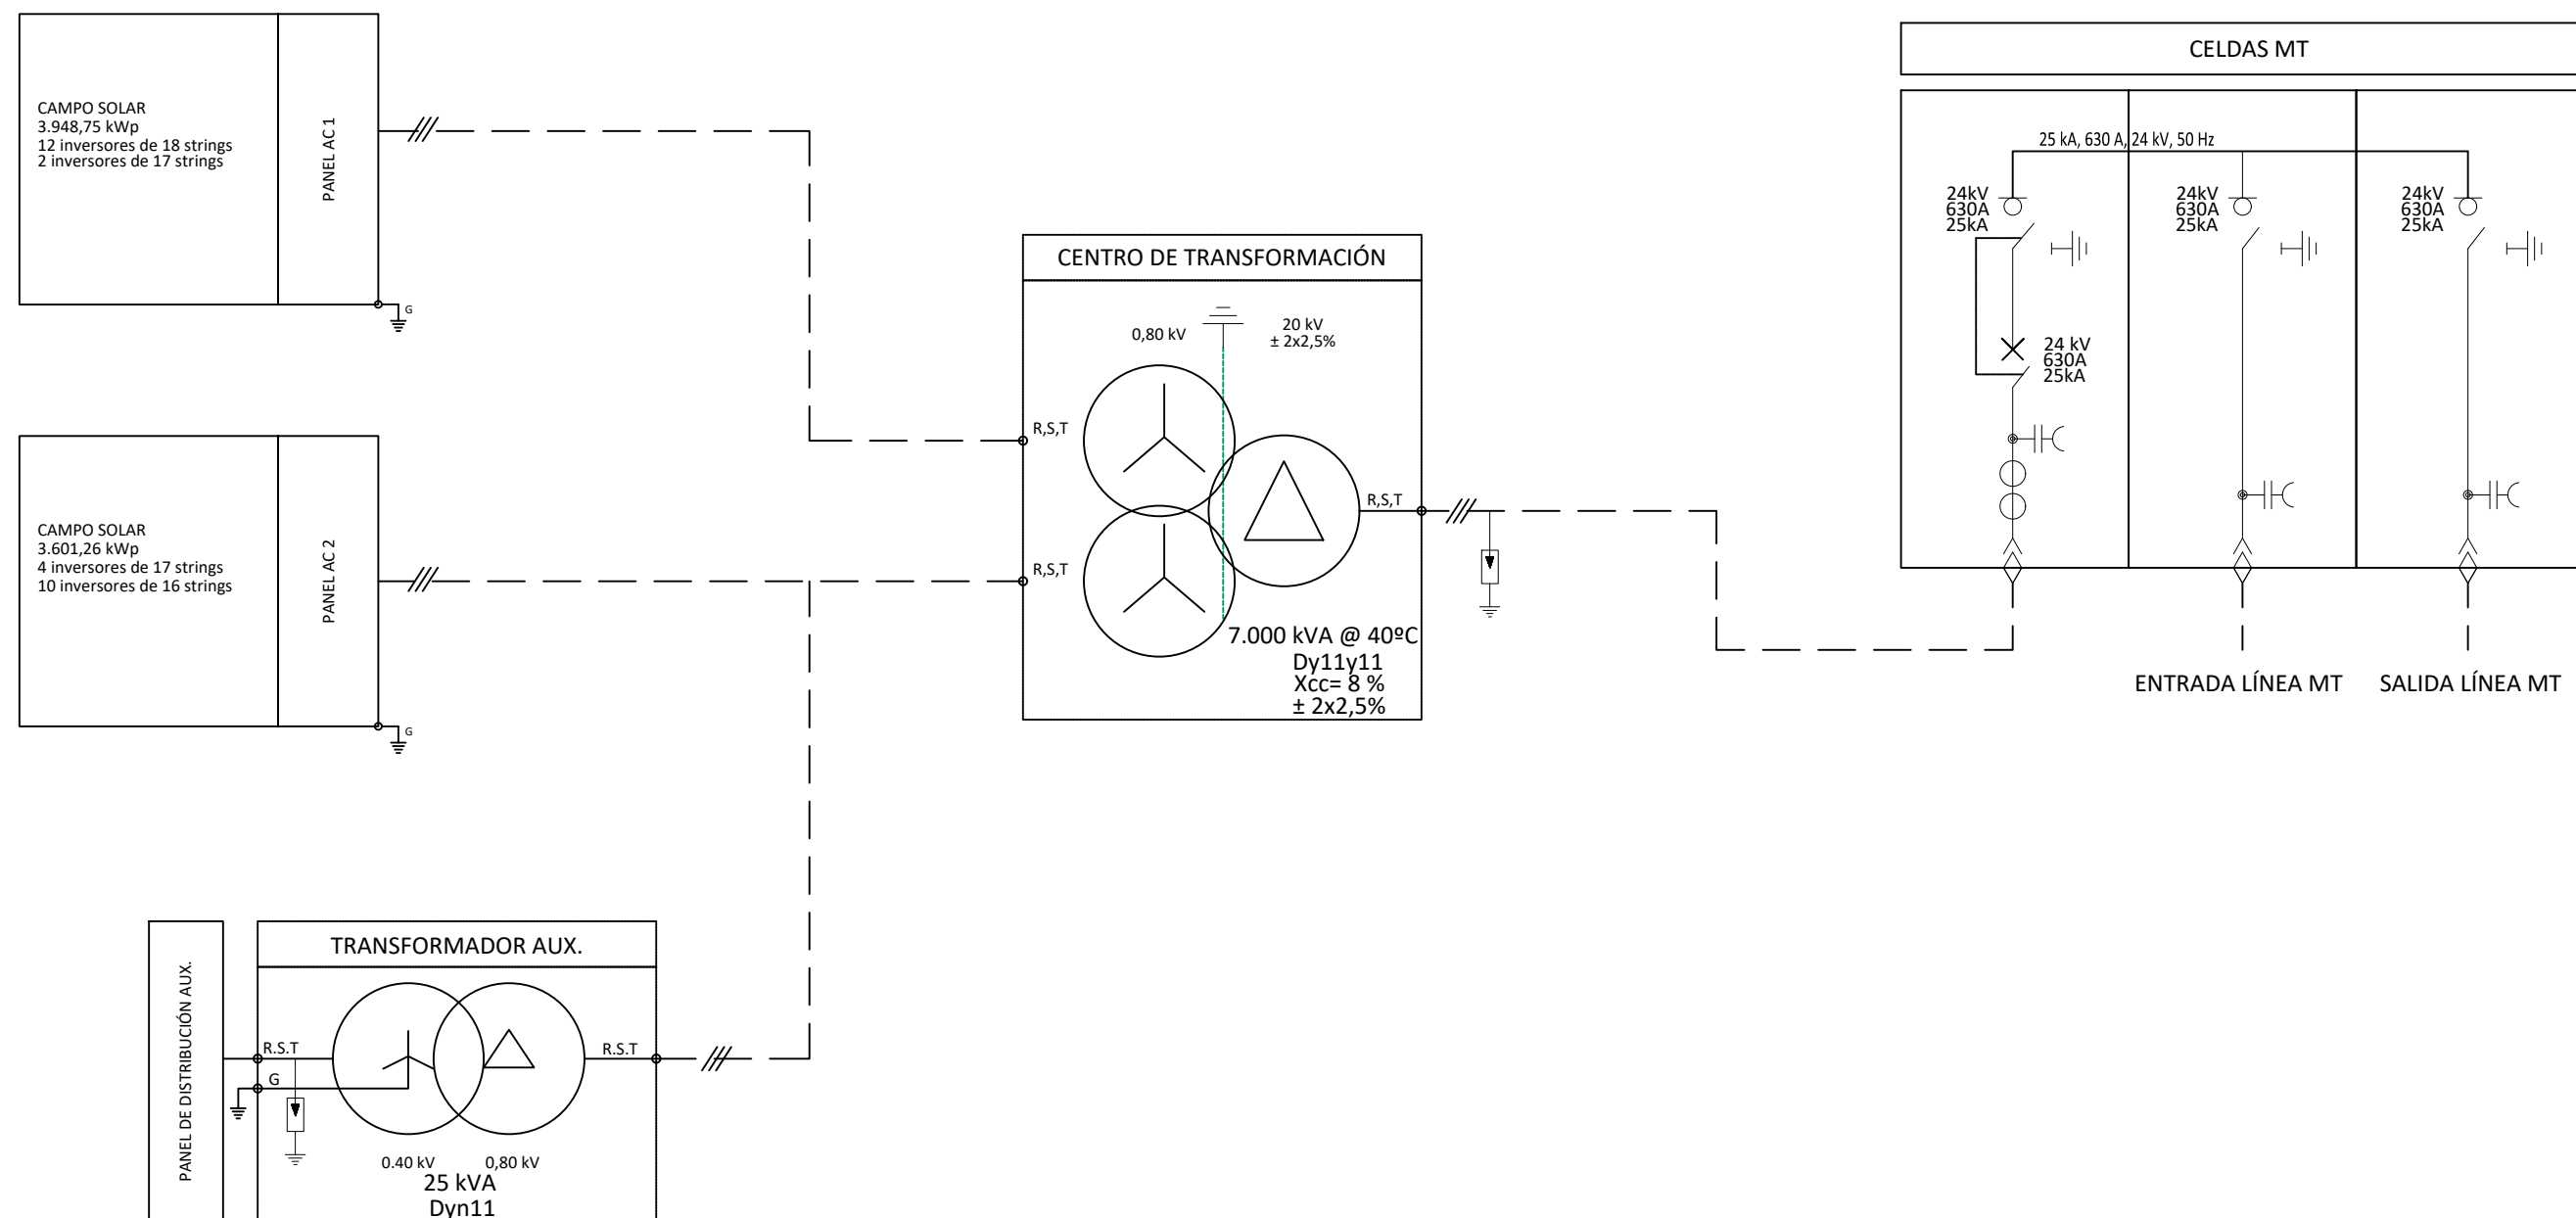 CAMPO SOLAR
3.948,75 kWp
12 inversores de 18 strings
2 inversores de 17 strings
PANEL AC 1
G
CAMPO SOLAR
3.601,26 kWp
4 inversores de 17 strings
10 inversores de 16 strings
PANEL AC 2
G
CENTRO DE TRANSFORMACIÓN
0,80 kV
20 kV
± 2x2,5%
R,S,T
R,S,T
R,S,T
7.000 kVA @ 40ºC
Dy11y11
Xcc= 8 %
± 2x2,5%
CELDAS MT
25 kA, 630 A, 24 kV, 50 Hz
24kV
630A
25kA
24kV
630A
25kA
24kV
630A
25kA
24 kV
630A
25kA
ENTRADA LÍNEA MT
SALIDA LÍNEA MT
PANEL DE DISTRIBUCIÓN AUX.
TRANSFORMADOR AUX.
R.S.T
G
R.S.T
0.40 kV
0,80 kV
25 kVA
Dyn11